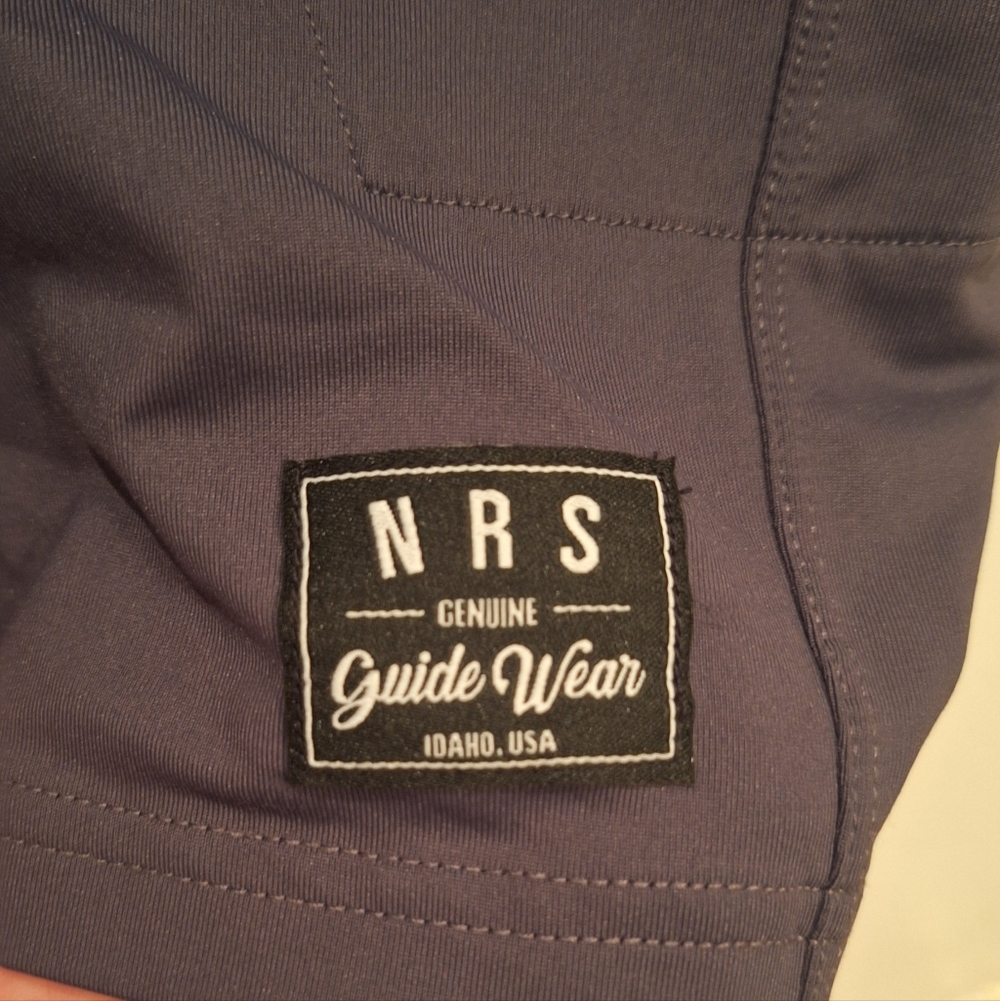 NRS
GENUINE
Guide Wear
IDAHO, USA